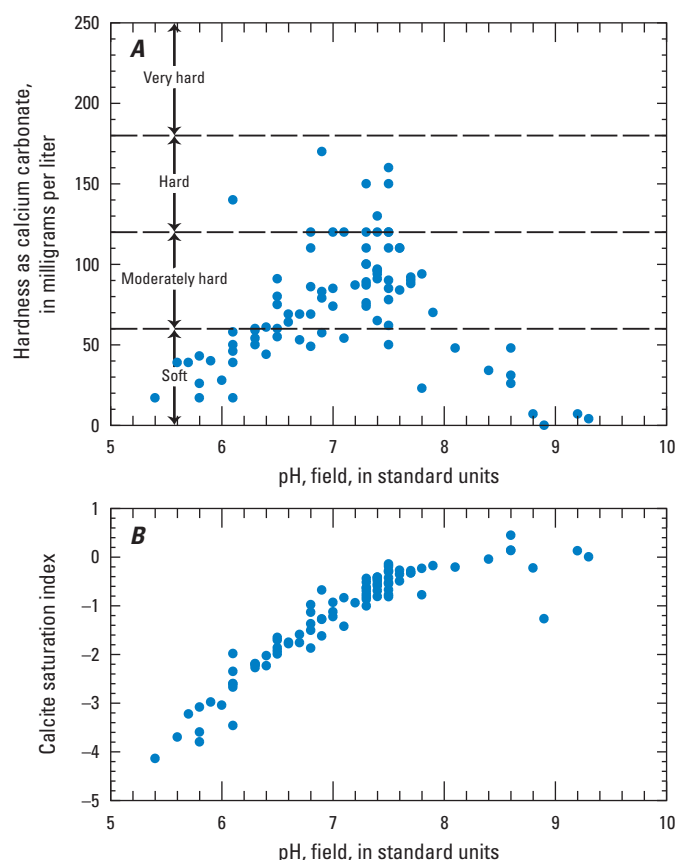 A
250
200
150
100
50
0
Very hard
Hard
Moderately hard
Soft
Hardness as calcium carbonate,
in milligrams per liter
5 6 7 8 9 10
pH, field, in standard units
B
1
0
−1
−2
−3
−4
−5
Calcite saturation index
5 6 7 8 9 10
pH, field, in standard units